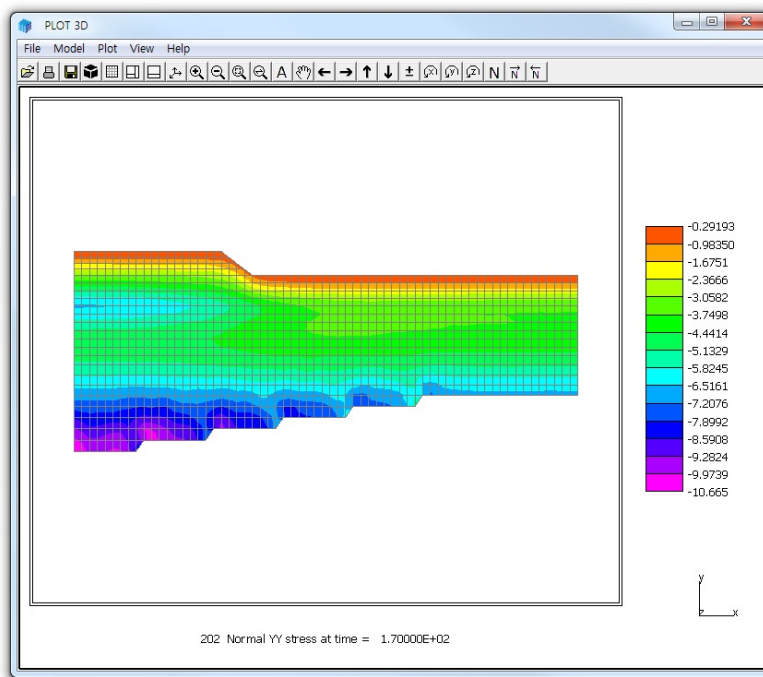 PLOT 3D
File Model Plot View Help
A ± x y z N N N
-0.29193
-0.98350
-1.6751
-2.3666
-3.0582
-3.7498
-4.4414
-5.1329
-5.8245
-6.5161
-7.2076
-7.8992
-8.5908
-9.2824
-9.9739
-10.665
y
z x
202 Normal YY stress at time = 1.70000E+02